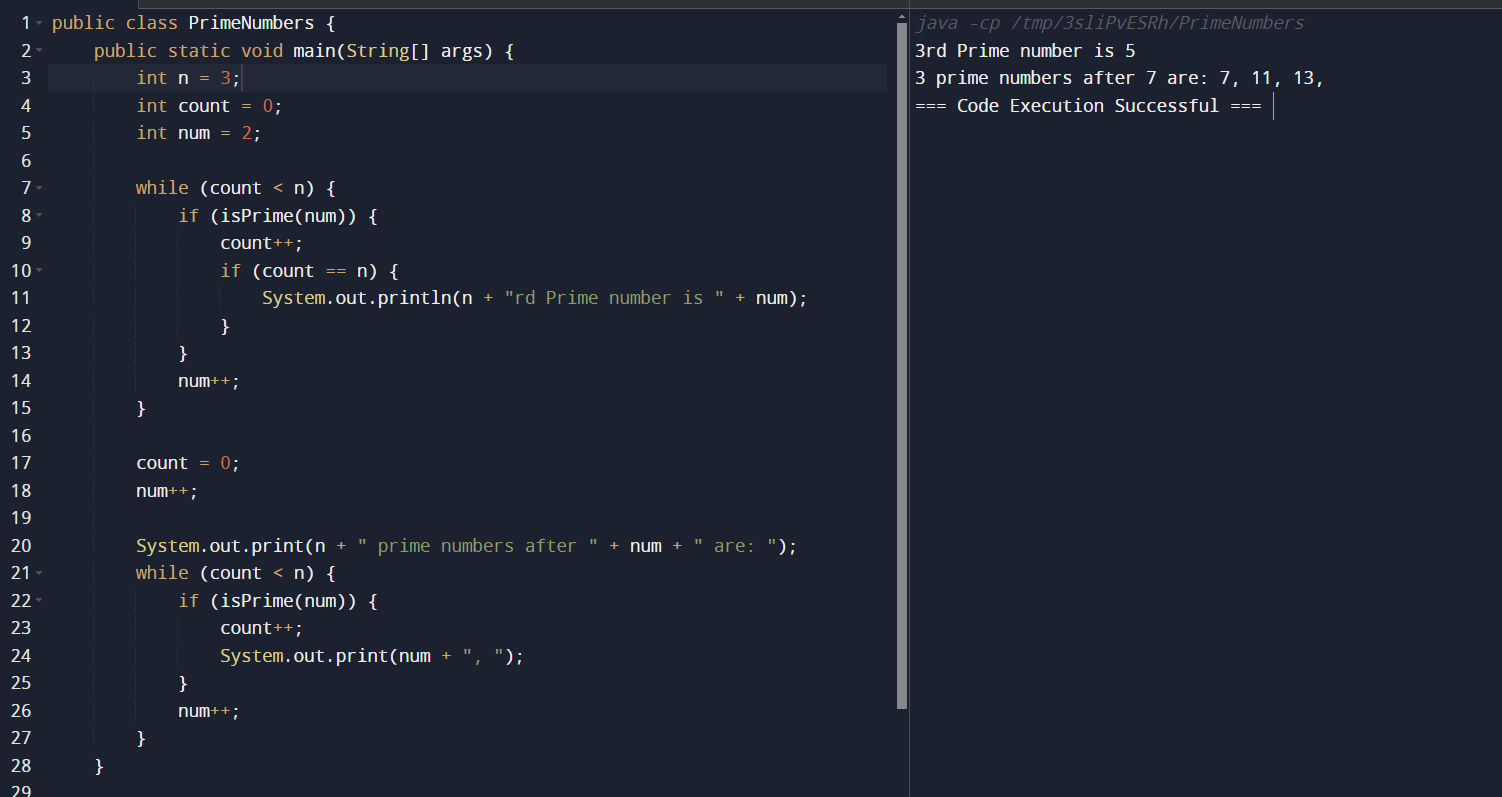 1 public class PrimeNumbers {
2     public static void main(String[] args) {
3         int n = 3;
4         int count = 0;
5         int num = 2;
6
7         while (count < n) {
8             if (isPrime(num)) {
9                 count++;
10                 if (count == n) {
11                     System.out.println(n + "rd Prime number is " + num);
12                 }
13             }
14             num++;
15         }
16
17         count = 0;
18         num++;
19
20         System.out.print(n + " prime numbers after " + num + " are: ");
21         while (count < n) {
22             if (isPrime(num)) {
23                 count++;
24                 System.out.print(num + ", ");
25             }
26             num++;
27         }
28     }
29
java -cp /tmp/3sliPvESRh/PrimeNumbers
3rd Prime number is 5
3 prime numbers after 7 are: 7, 11, 13,
=== Code Execution Successful ===